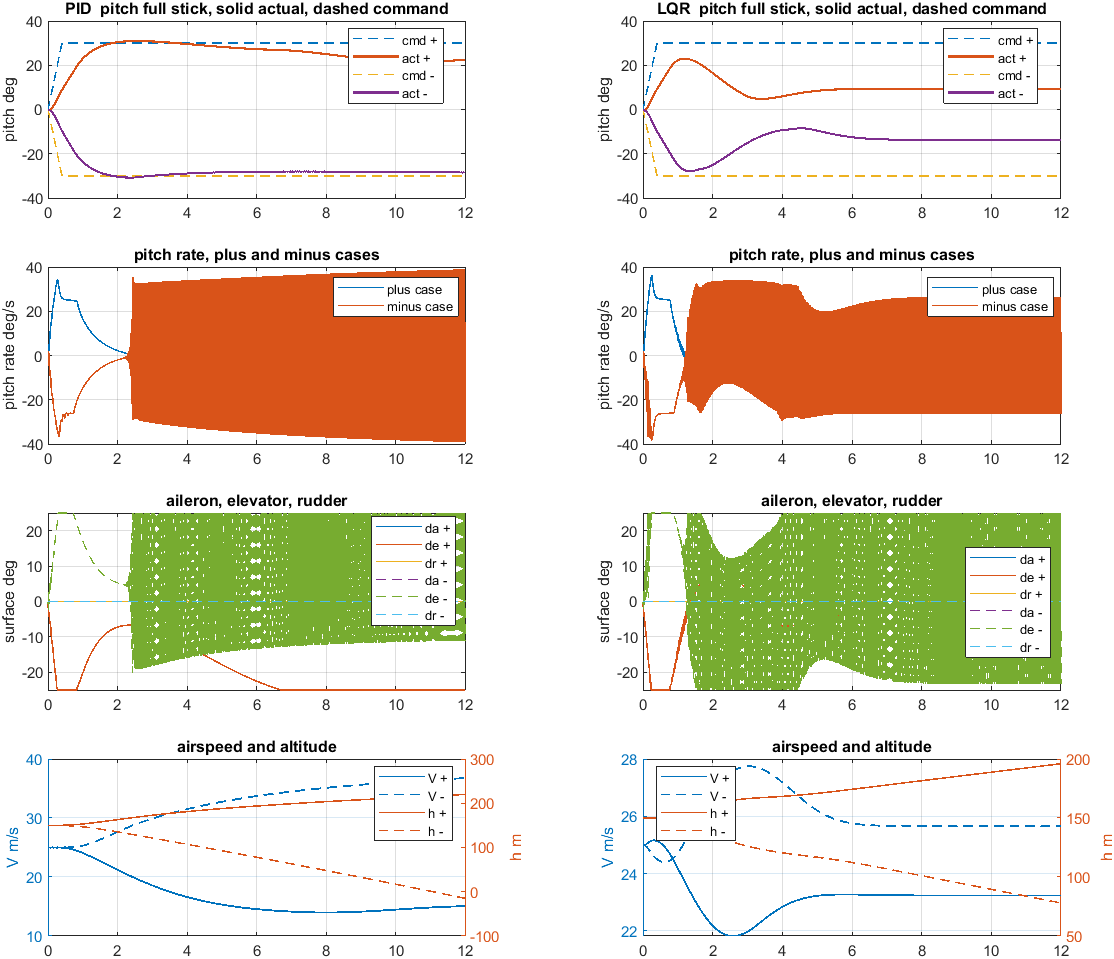 PID  pitch full stick, solid actual, dashed command
40
20
0
-20
-40
pitch deg
cmd +
act +
cmd -
act -
0 2 4 6 8 10 12
LQR  pitch full stick, solid actual, dashed command
40
20
0
-20
-40
pitch deg
cmd +
act +
cmd -
act -
0 2 4 6 8 10 12
pitch rate, plus and minus cases
40
20
0
-20
-40
pitch rate deg/s
plus case
minus case
0 2 4 6 8 10 12
pitch rate, plus and minus cases
40
20
0
-20
-40
pitch rate deg/s
plus case
minus case
0 2 4 6 8 10 12
aileron, elevator, rudder
20
10
0
-10
-20
surface deg
da +
de +
dr +
da -
de -
dr -
0 2 4 6 8 10 12
aileron, elevator, rudder
20
10
0
-10
-20
surface deg
da +
de +
dr +
da -
de -
dr -
0 2 4 6 8 10 12
airspeed and altitude
40
30
20
10
V m/s
V +
V -
h +
h -
300
200
100
0
-100
h m
0 2 4 6 8 10 12
airspeed and altitude
28
26
24
22
V m/s
V +
V -
h +
h -
200
150
100
50
h m
0 2 4 6 8 10 12